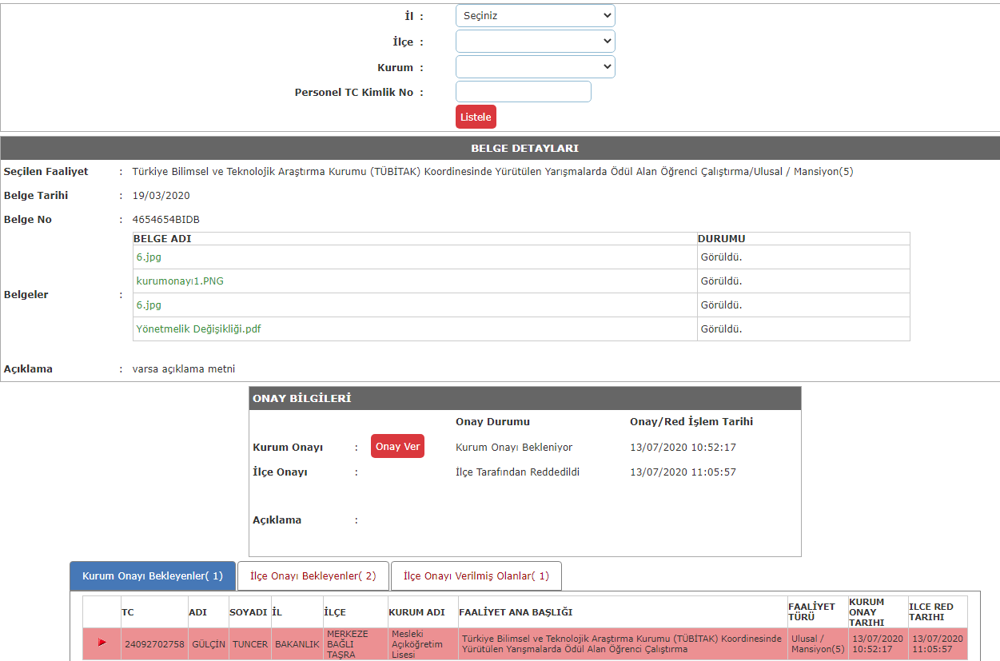 İl :
Seçiniz
İlçe :
Kurum :
Personel TC Kimlik No :
Listele
BELGE DETAYLARI
Seçilen Faaliyet : Türkiye Bilimsel ve Teknolojik Araştırma Kurumu (TÜBİTAK) Koordinesinde Yürütülen Yarışmalarda Ödül Alan Öğrenci Çalıştırma/Ulusal / Mansiyon(5)
Belge Tarihi : 19/03/2020
Belge No : 4654654BIDB
BELGE ADI DURUMU
6.jpg Görüldü.
kurumonayı1.PNG Görüldü.
Belgeler :
6.jpg Görüldü.
Yönetmelik Değişikliği.pdf Görüldü.
Açıklama : varsa açıklama metni
ONAY BİLGİLERİ
Onay Durumu Onay/Red İşlem Tarihi
Kurum Onayı : Onay Ver Kurum Onayı Bekleniyor 13/07/2020 10:52:17
İlçe Onayı : İlçe Tarafından Reddedildi 13/07/2020 11:05:57
Açıklama :
Kurum Onayı Bekleyenler( 1) İlçe Onayı Bekleyenler( 2) İlçe Onayı Verilmiş Olanlar( 1)
TC ADI SOYADI İL İLÇE KURUM ADI FAALİYET ANA BAŞLIĞI
FAALİYET
TÜRÜ
KURUM
ONAY
TARIHI
ILCE RED
TARIHI
24092702758 GÜLÇİN TUNCER BAKANLIK
MERKEZE
BAĞLI
TAŞRA
Mesleki
Açıköğretim
Lisesi
Türkiye Bilimsel ve Teknolojik Araştırma Kurumu (TÜBİTAK) Koordinesinde
Yürütülen Yarışmalarda Ödül Alan Öğrenci Çalıştırma
Ulusal /
Mansiyon(5)
13/07/2020
10:52:17
13/07/2020
11:05:57